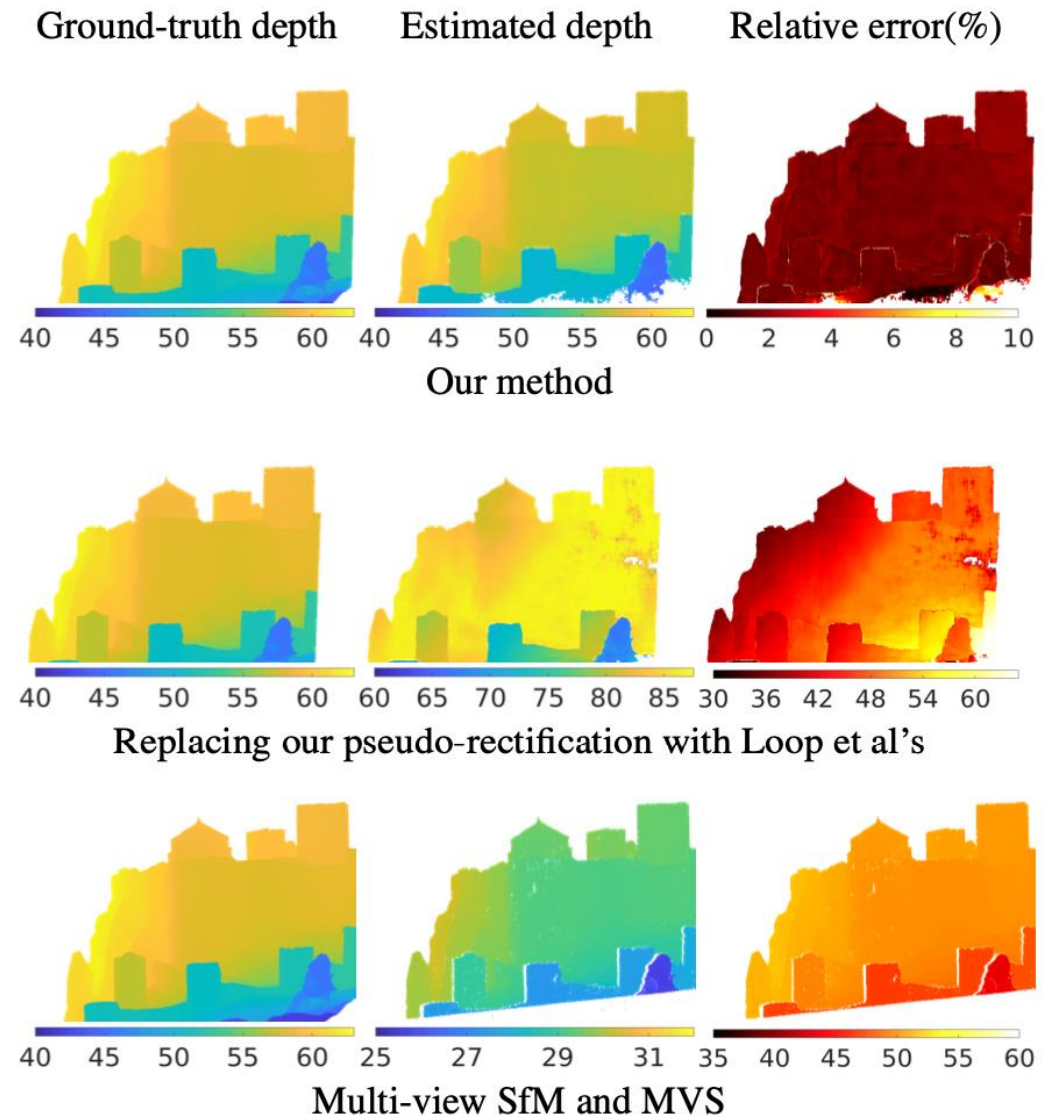 Ground-truth depth Estimated depth Relative error(%)
40 45 50 55 60 40 45 50 55 60 0 2 4 6 8 10
Our method
40 45 50 55 60 60 65 70 75 80 85 30 36 42 48 54 60
Replacing our pseudo-rectification with Loop et al's
40 45 50 55 60 25 27 29 31 35 40 45 50 55 60
Multi-view SfM and MVS